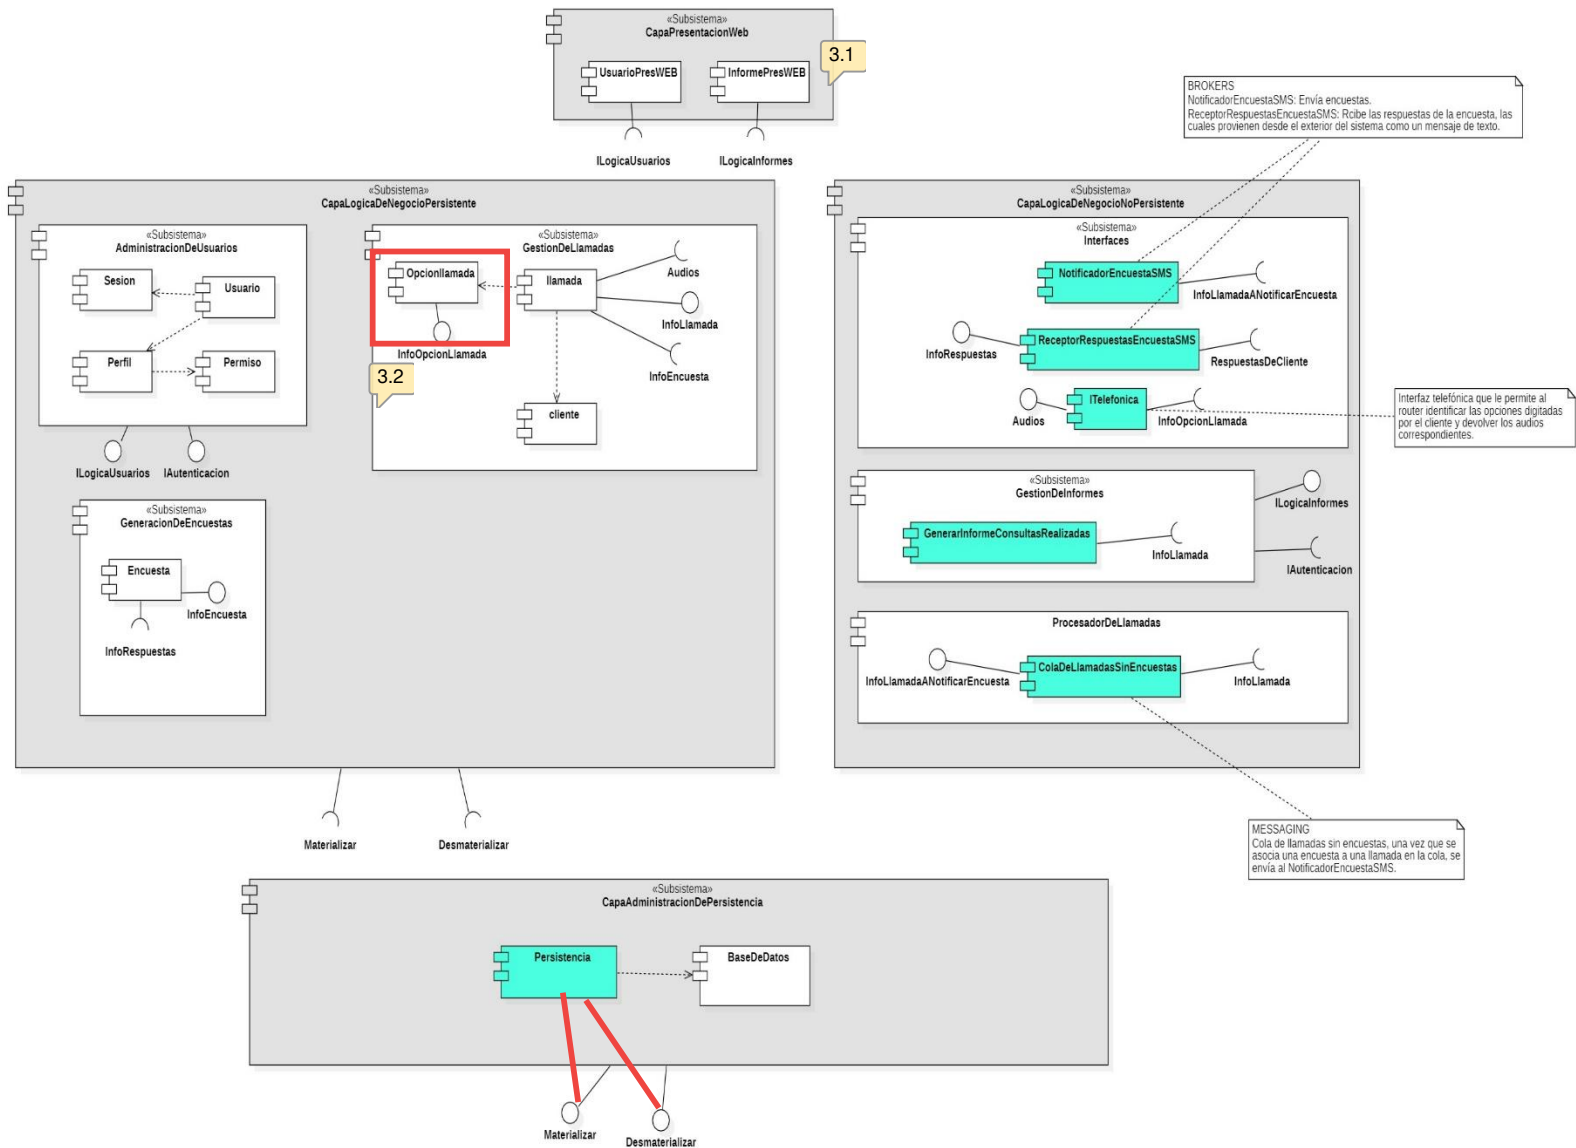 «Subsistema»
CapaPresentacionWeb
UsuarioPresWEB
InformePresWEB
3.1
ILogicaUsuarios
ILogicaInformes
BROKERS
NotificadorEncuestaSMS: Envía encuestas.
ReceptorRespuestasEncuestaSMS: Rcibe las respuestas de la encuesta, las
cuales provienen desde el exterior del sistema como un mensaje de texto.
«Subsistema»
CapaLogicaDeNegocioPersistente
«Subsistema»
AdministracionDeUsuarios
Sesion
Usuario
Perfil
Permiso
ILogicaUsuarios
IAutenticacion
«Subsistema»
GestionDeLlamadas
Opcionllamada
llamada
Audios
InfoLlamada
InfoOpcionLlamada
InfoEncuesta
3.2
cliente
«Subsistema»
GeneracionDeEncuestas
Encuesta
InfoEncuesta
InfoRespuestas
Materializar
Desmaterializar
«Subsistema»
CapaLogicaDeNegocioNoPersistente
«Subsistema»
Interfaces
NotificadorEncuestaSMS
InfoLlamadaANotificarEncuesta
InfoRespuestas
ReceptorRespuestasEncuestaSMS
RespuestasDeCliente
Audios
ITelefonica
InfoOpcionLlamada
Interfaz telefónica que le permite al
router identificar las opciones digitadas
por el cliente y devolver los audios
correspondientes.
«Subsistema»
GestionDeInformes
GenerarInformeConsultasRealizadas
InfoLlamada
ILogicaInformes
IAutenticacion
ProcesadorDeLlamadas
InfoLlamadaANotificarEncuesta
ColaDeLlamadasSinEncuestas
InfoLlamada
MESSAGING
Cola de llamadas sin encuestas, una vez que se
asocia una encuesta a una llamada en la cola, se
envía al NotificadorEncuestaSMS.
«Subsistema»
CapaAdministracionDePersistencia
Persistencia
BaseDeDatos
Materializar
Desmaterializar